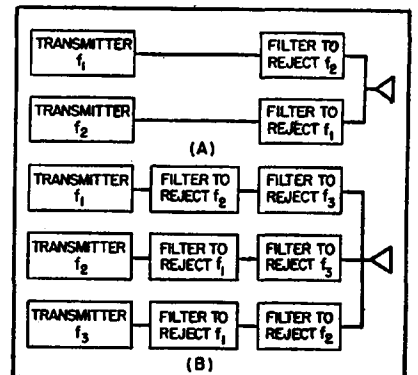 TRANSMITTER
f₁
FILTER TO
REJECT f₂
TRANSMITTER
f₂
FILTER TO
REJECT f₁
(A)
TRANSMITTER
f₁
FILTER TO
REJECT f₂
FILTER TO
REJECT f₃
TRANSMITTER
f₂
FILTER TO
REJECT f₁
FILTER TO
REJECT f₃
TRANSMITTER
f₃
FILTER TO
REJECT f₁
FILTER TO
REJECT f₂
(B)